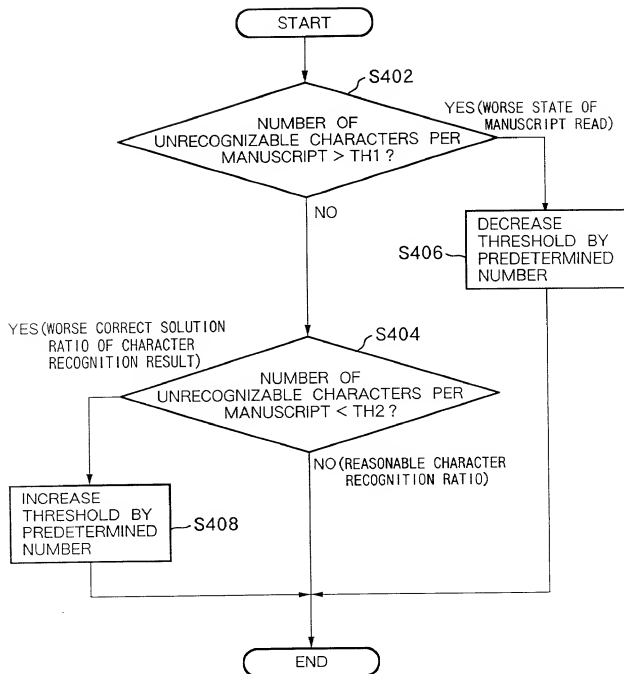 START
S402
NUMBER OF
UNRECOGNIZABLE CHARACTERS PER
MANUSCRIPT > TH1 ?
YES (WORSE STATE OF
MANUSCRIPT READ)
NO
S406
DECREASE
THRESHOLD BY
PREDETERMINED
NUMBER
S404
YES (WORSE CORRECT SOLUTION
RATIO OF CHARACTER
RECOGNITION RESULT)
NUMBER OF
UNRECOGNIZABLE CHARACTERS PER
MANUSCRIPT < TH2 ?
NO (REASONABLE CHARACTER
RECOGNITION RATIO)
INCREASE
THRESHOLD BY
PREDETERMINED
NUMBER
S408
END